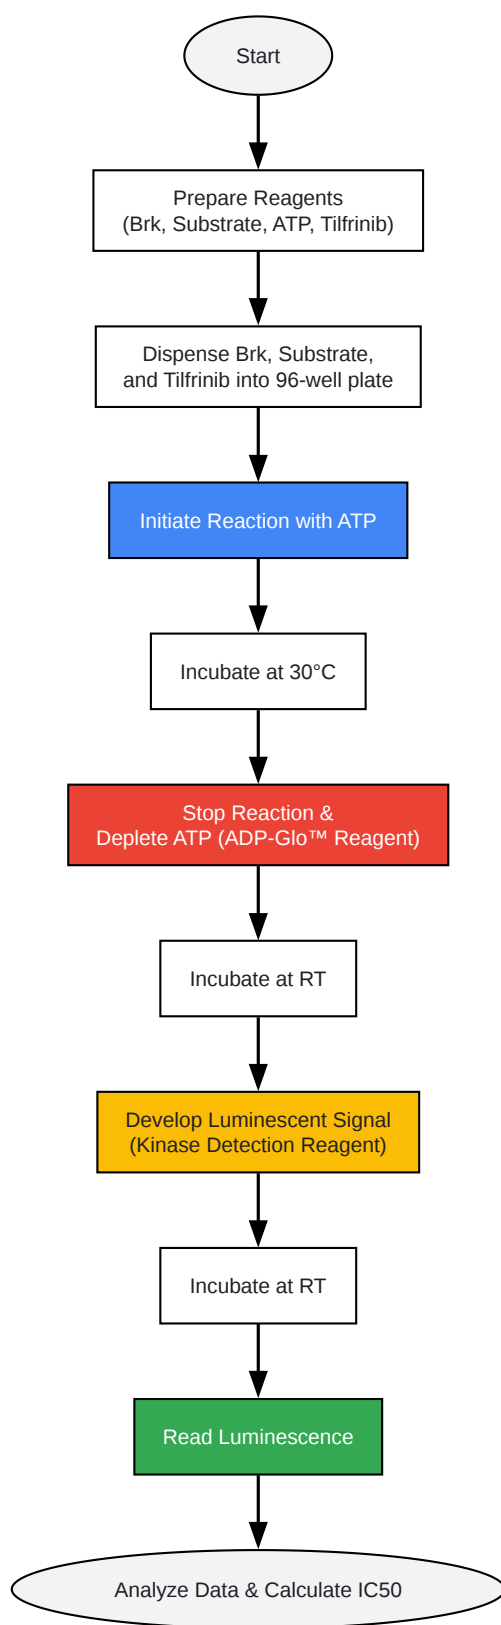 Start
Prepare Reagents
(Brk, Substrate, ATP, Tilfrinib)
Dispense Brk, Substrate,
and Tilfrinib into 96-well plate
Initiate Reaction with ATP
Incubate at 30°C
Stop Reaction &
Deplete ATP (ADP-Glo™ Reagent)
Incubate at RT
Develop Luminescent Signal
(Kinase Detection Reagent)
Incubate at RT
Read Luminescence
Analyze Data & Calculate IC50